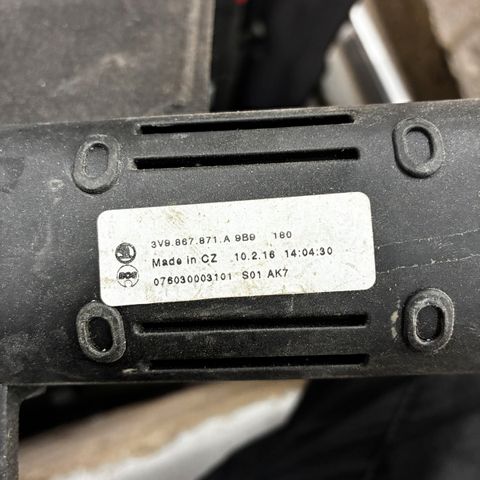 3V9.867.871.A 9B9 180
Made in CZ 10.2.16 14:04:30
076030003101 S01 AK7